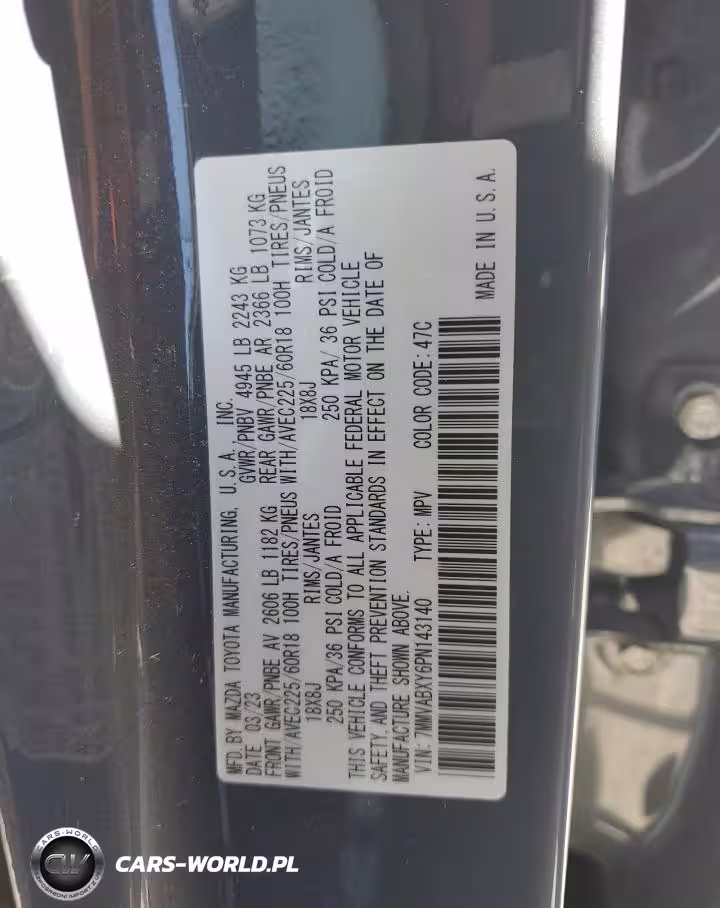 MFD.BY MAZDA TOYOTA MANUFACTURING, U.S.A. INC.
DATE 03/23 GVWR/PNBV 4945 LB 2243 KG
FRONT GAWR/PNBE AV 2606 LB 1182 KG REAR GAWR/PNBE AR 2366 LB 1073 KG
WITH/AVEC225/60R18 100H TIRES/PNEUS WITH/AVEC225/60R18 100H TIRES/PNEUS
18X8J RIMS/JANTES 18X8J RIMS/JANTES
250 KPA/36 PSI COLD/A FROID 250 KPA/ 36 PSI COLD/A FROID
THIS VEHICLE CONFORMS TO ALL APPLICABLE FEDERAL MOTOR VEHICLE
SAFETY, AND THEFT PREVENTION STANDARDS IN EFFECT ON THE DATE OF
MANUFACTURE SHOWN ABOVE.
VIN: 7MMVABXY6PN143140 TYPE: MPV COLOR CODE: 47C
MADE IN U.S.A.
CARS-WORLD
CW
CARS-WORLD.PL